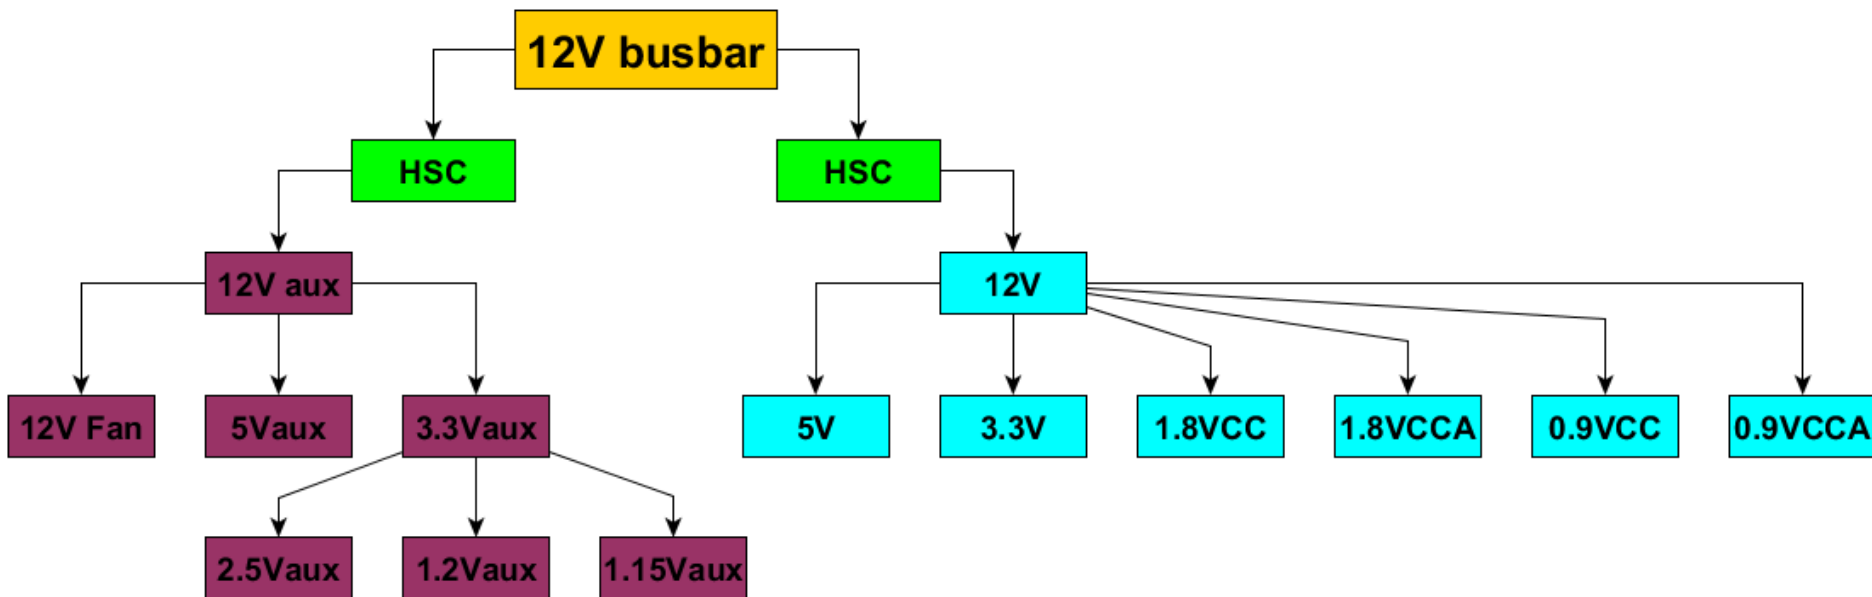 12V busbar
HSC
HSC
12V aux
12V
12V Fan
5Vaux
3.3Vaux
5V
3.3V
1.8VCC
1.8VCCA
0.9VCC
0.9VCCA
2.5Vaux
1.2Vaux
1.15Vaux